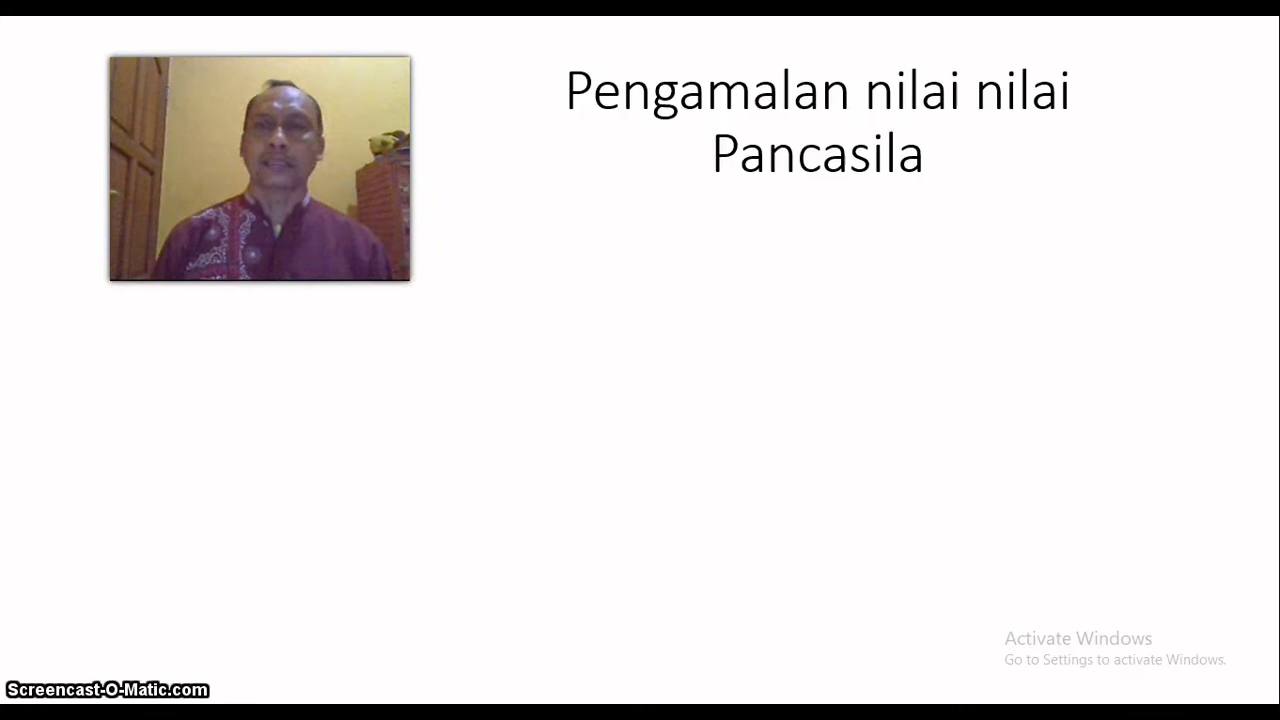 Pengamalan nilai nilai
Pancasila
Activate Windows
Go to Settings to activate Windows.
Screencast-O-Matic.com